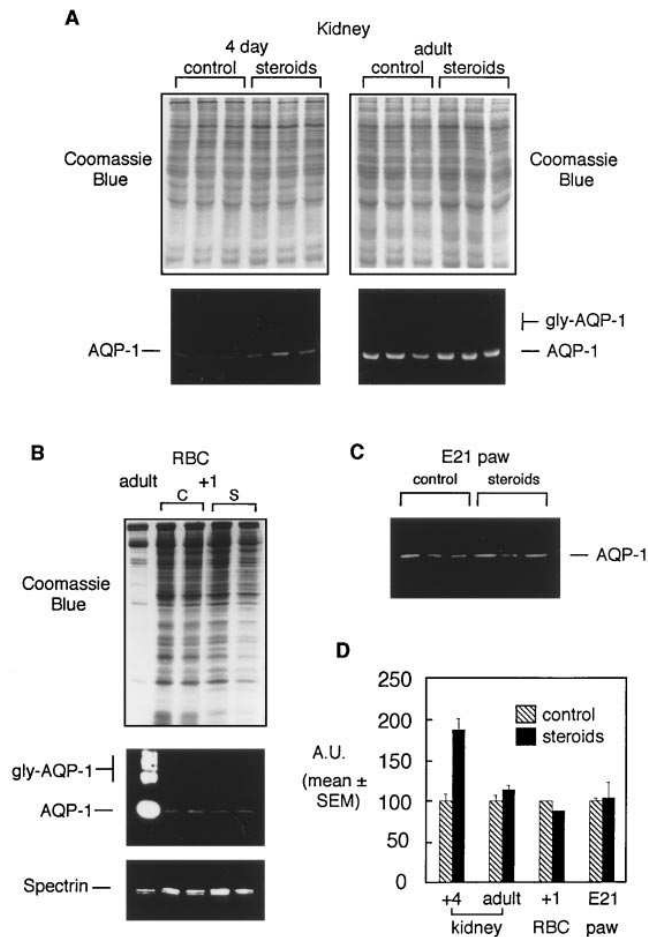 A
Kidney
4 day
adult
control steroids
control steroids
Coomassie
Blue
Coomassie
Blue
gly-AQP-1
AQP-1
AQP-1
B
RBC
adult +1
C S
Coomassie
Blue
gly-AQP-1
AQP-1
Spectrin
C
E21 paw
control steroids
AQP-1
D
250
200
150
100
50
0
A.U.
(mean ±
SEM)
control
steroids
+4 adult +1 E21
kidney RBC paw